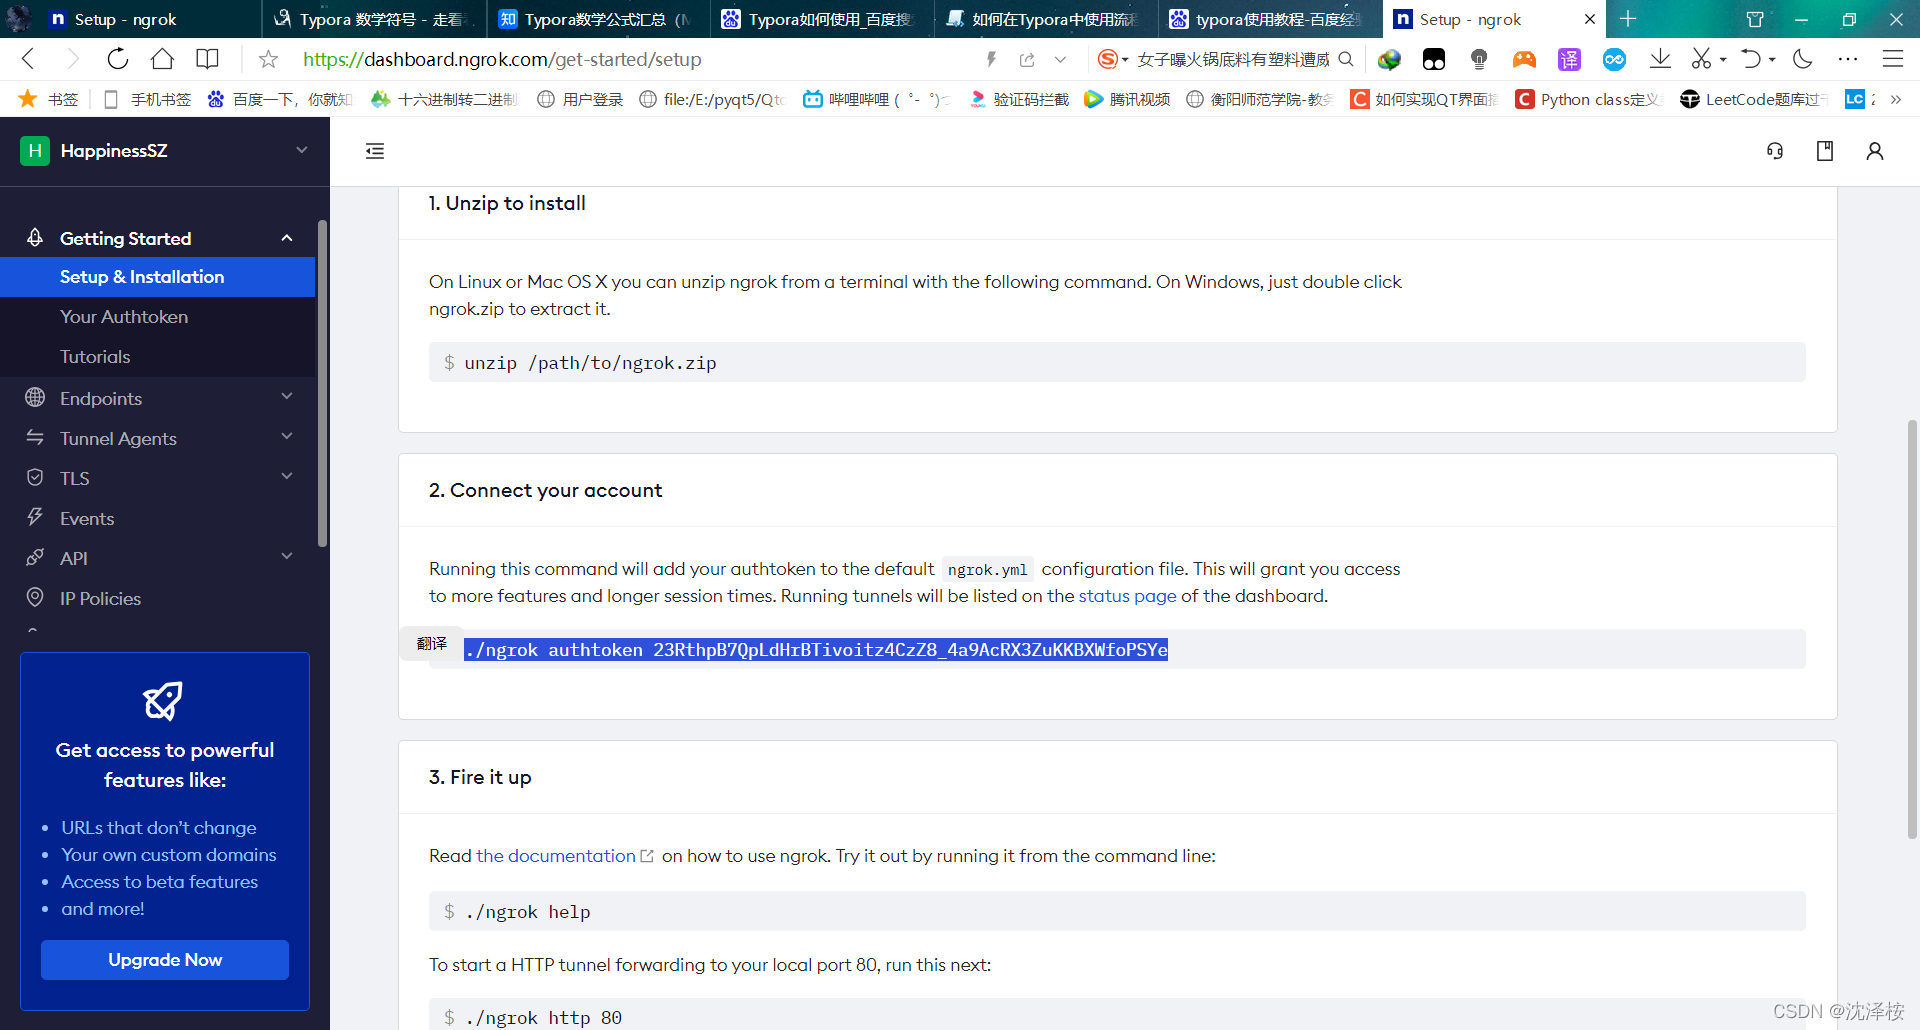 Setup - ngrok
Typora 数学符号 - 走看
Typora数学公式汇总（M
Typora如何使用_百度搜
如何在Typora中使用流程
typora使用教程-百度经验
Setup - ngrok
https://dashboard.ngrok.com/get-started/setup
女子曝火锅底料有塑料遭威
译
书签
手机书签
百度一下，你就知
十六进制转二进制
用户登录
file:/E:/pyqt5/Qt
哔哩哔哩 ( ゜- ゜)つ
验证码拦截
腾讯视频
衡阳师范学院-教务
如何实现QT界面
Python class定义
LeetCode题库过
LC
H
HappinessSZ
Getting Started
Setup & Installation
Your Authtoken
Tutorials
Endpoints
Tunnel Agents
TLS
Events
API
IP Policies
Get access to powerful
features like:
• URLs that don’t change
• Your own custom domains
• Access to beta features
• and more!
Upgrade Now
1. Unzip to install
On Linux or Mac OS X you can unzip ngrok from a terminal with the following command. On Windows, just double click
ngrok.zip to extract it.
$ unzip /path/to/ngrok.zip
2. Connect your account
Running this command will add your authtoken to the default ngrok.yml configuration file. This will grant you access
to more features and longer session times. Running tunnels will be listed on the status page of the dashboard.
翻译
./ngrok authtoken 23RthpB7QpLdHrBTivoitz4CzZ8_4a9AcRX3ZuKKBXWfoPSYe
3. Fire it up
Read the documentation on how to use ngrok. Try it out by running it from the command line:
$ ./ngrok help
To start a HTTP tunnel forwarding to your local port 80, run this next:
$ ./ngrok http 80
CSDN @沈泽桉